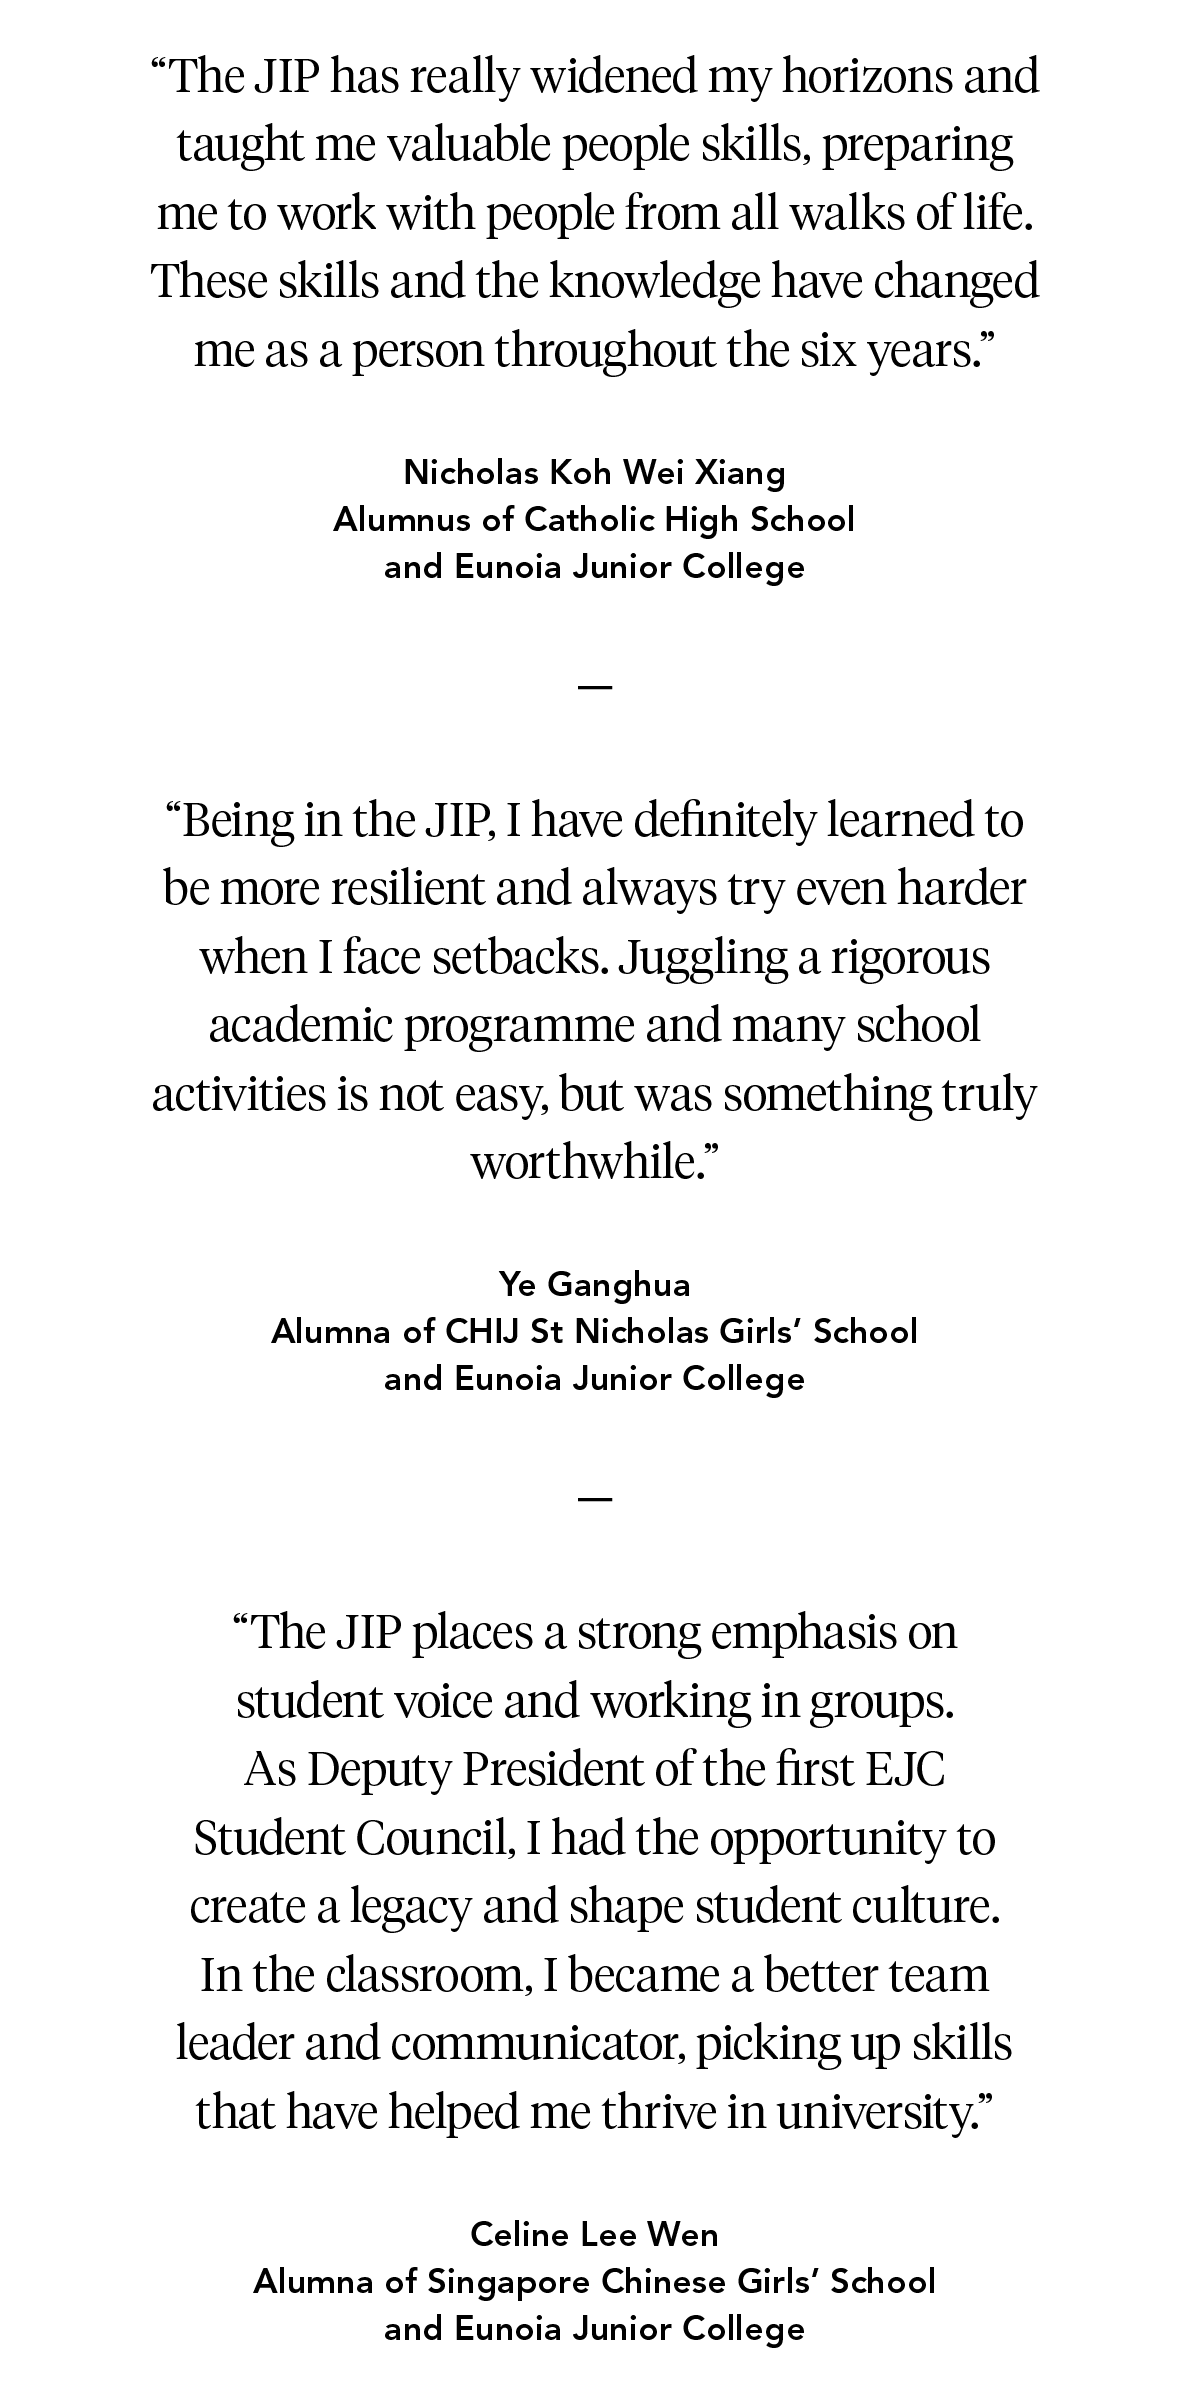 “The JIP has really widened my horizons and
taught me valuable people skills, preparing
me to work with people from all walks of life.
These skills and the knowledge have changed
me as a person throughout the six years.”
Nicholas Koh Wei Xiang
Alumnus of Catholic High School
and Eunoia Junior College
—
“Being in the JIP, I have definitely learned to
be more resilient and always try even harder
when I face setbacks. Juggling a rigorous
academic programme and many school
activities is not easy, but was something truly
worthwhile.”
Ye Ganghua
Alumna of CHIJ St Nicholas Girls’ School
and Eunoia Junior College
—
“The JIP places a strong emphasis on
student voice and working in groups.
As Deputy President of the first EJC
Student Council, I had the opportunity to
create a legacy and shape student culture.
In the classroom, I became a better team
leader and communicator, picking up skills
that have helped me thrive in university.”
Celine Lee Wen
Alumna of Singapore Chinese Girls’ School
and Eunoia Junior College